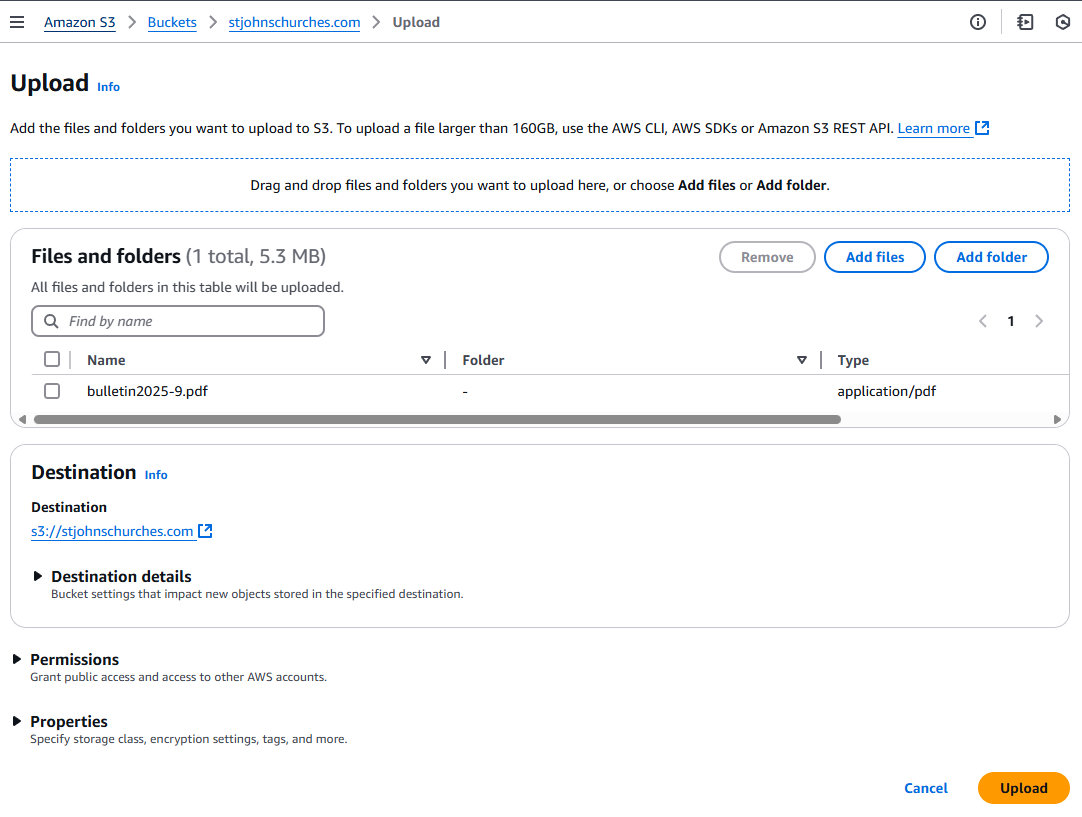 Amazon S3 > Buckets > stjohnschurches.com > Upload
Upload Info
Add the files and folders you want to upload to S3. To upload a file larger than 160GB, use the AWS CLI, AWS SDKs or Amazon S3 REST API. Learn more
Drag and drop files and folders you want to upload here, or choose Add files or Add folder.
Files and folders (1 total, 5.3 MB)
Remove Add files Add folder
All files and folders in this table will be uploaded.
Find by name
1
Name Folder Type
bulletin2025-9.pdf - application/pdf
Destination Info
Destination
s3://stjohnschurches.com
Destination details
Bucket settings that impact new objects stored in the specified destination.
Permissions
Grant public access and access to other AWS accounts.
Properties
Specify storage class, encryption settings, tags, and more.
Cancel Upload